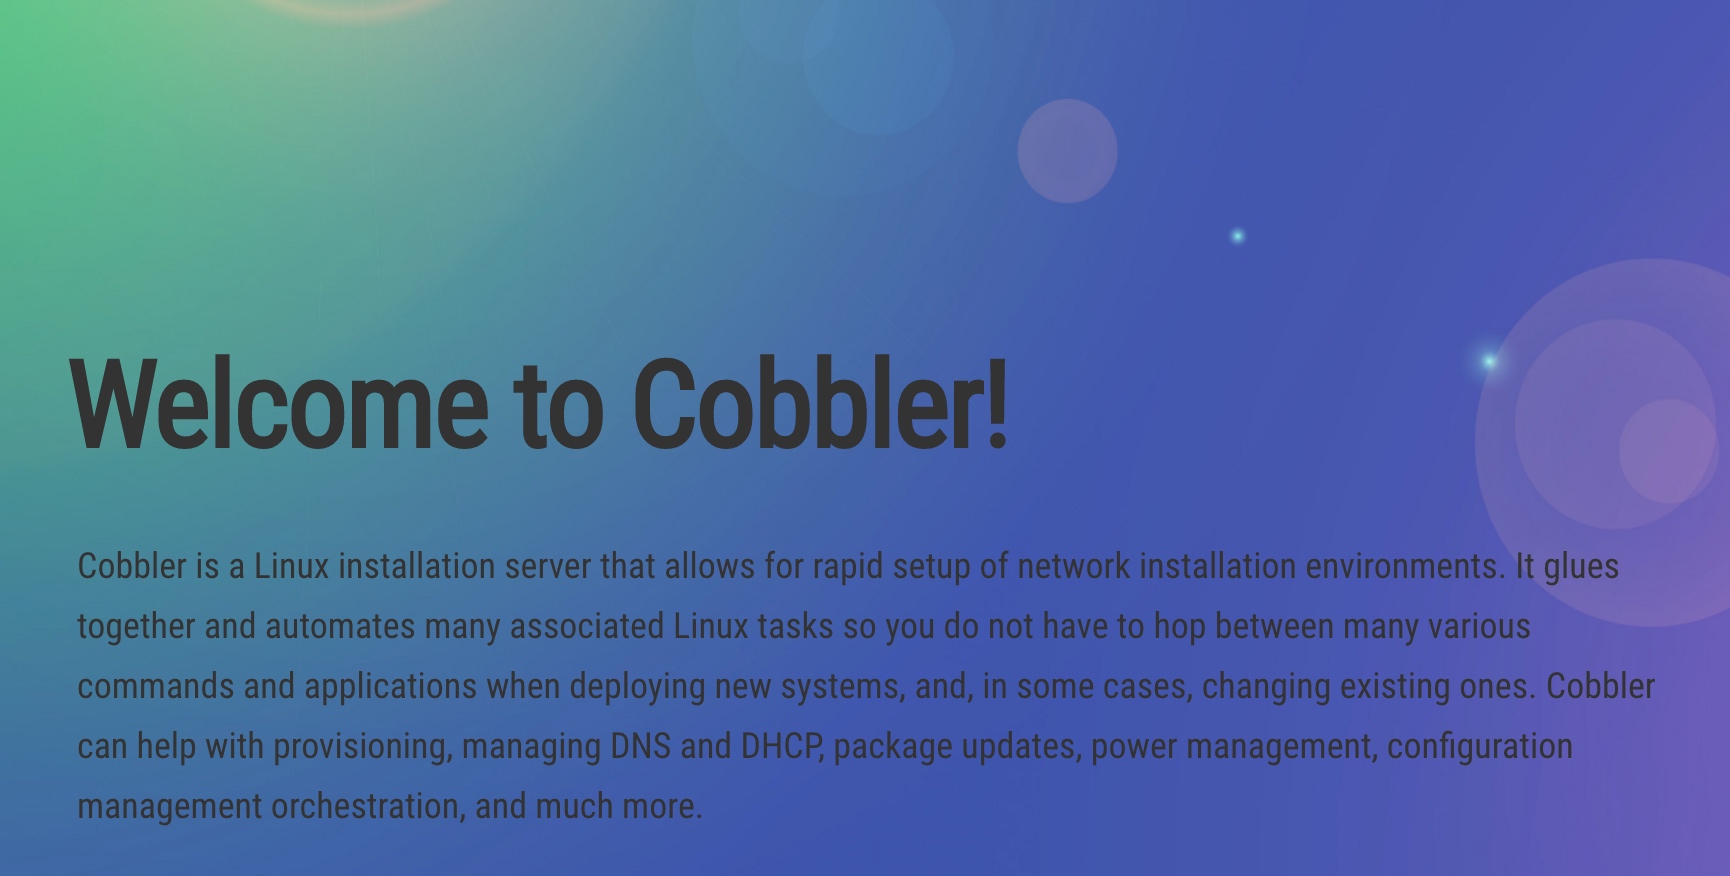 Welcome to Cobbler!
Cobbler is a Linux installation server that allows for rapid setup of network installation environments. It glues
together and automates many associated Linux tasks so you do not have to hop between many various
commands and applications when deploying new systems, and, in some cases, changing existing ones. Cobbler
can help with provisioning, managing DNS and DHCP, package updates, power management, configuration
management orchestration, and much more.